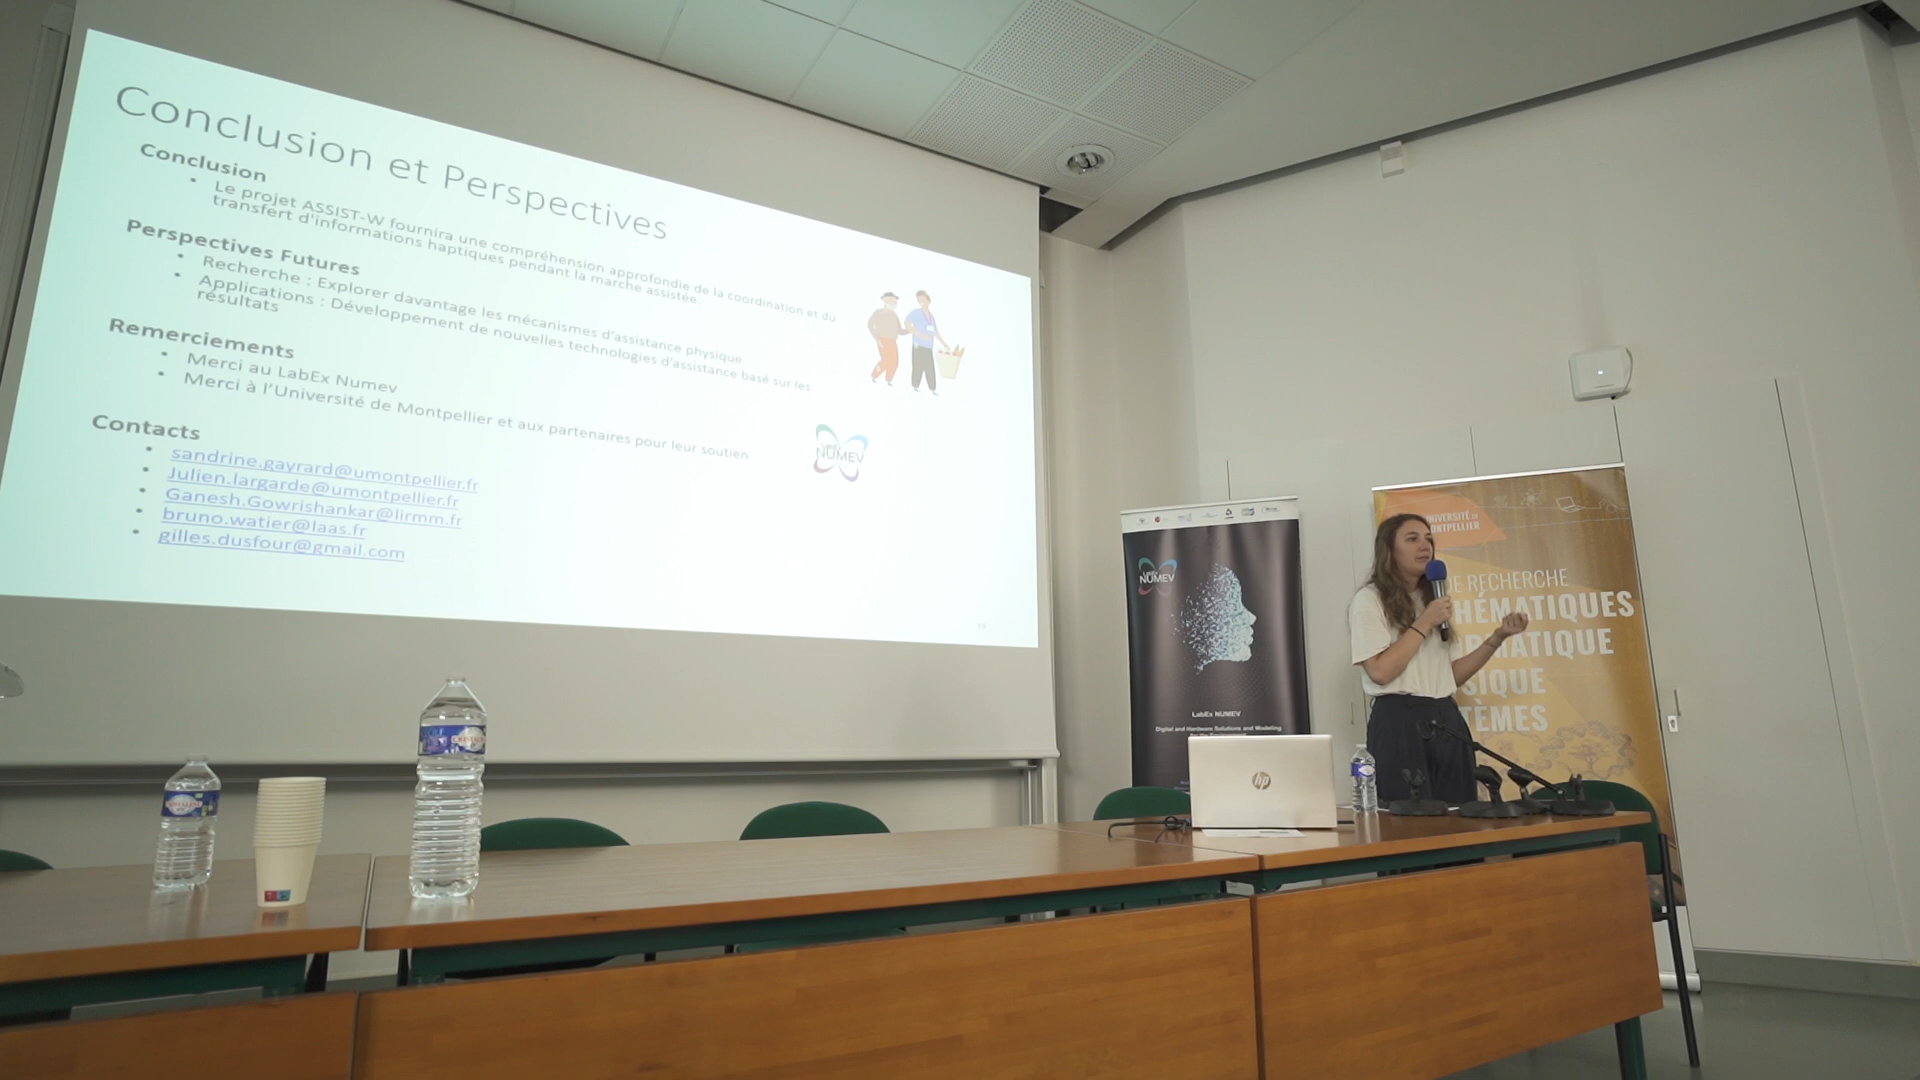 Conclusion et Perspectives
Conclusion
• Le projet ASSIST-W fournira une compréhension approfondie de la coordination et du
transfert d'informations haptiques pendant la marche assistée.
Perspectives Futures
• Recherche : Explorer davantage les mécanismes d'assistance physique
• Applications : Développement de nouvelles technologies d'assistance basé sur les
résultats
Remerciements
• Merci au LabEx Numev
• Merci à l'Université de Montpellier et aux partenaires pour leur soutien
Contacts
• sandrine.gayrard@umontpellier.fr
• Julien.largarde@umontpellier.fr
• Ganesh.Gowrishankar@lirmm.fr
• bruno.watier@laas.fr
• gilles.dusfour@gmail.com
NUMEV
LabEx
NUMEV
LabEx NUMEV
Digital and Hardware Solutions and Modeling
UNIVERSITÉ DE
MONTPELLIER
DE RECHERCHE
HÉMATIQUES
MATIQUE
SIQUE
TÈMES
hp